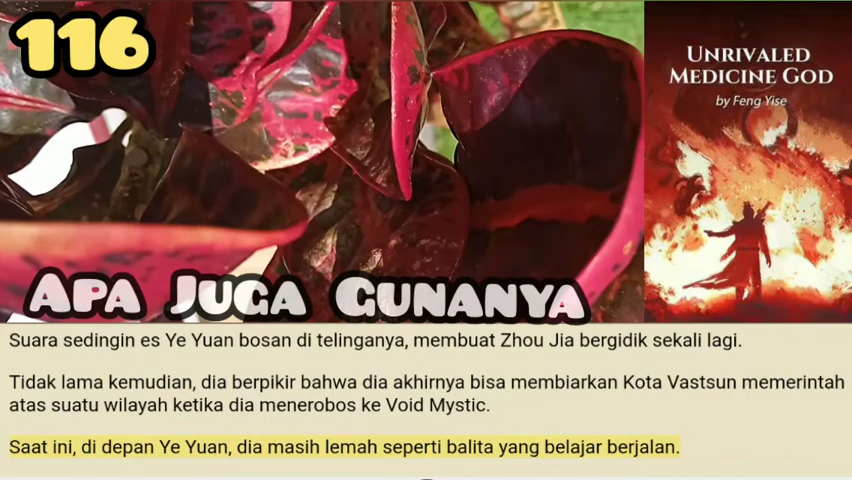 116
UNRIVALED
MEDICINE GOD
by Feng Yise
APA JUGA GUNANYA
Suara sedingin es Ye Yuan bosan di telinganya, membuat Zhou Jia bergidik sekali lagi.
Tidak lama kemudian, dia berpikir bahwa dia akhirnya bisa membiarkan Kota Vastsun memerintah
atas suatu wilayah ketika dia menerobos ke Void Mystic.
Saat ini, di depan Ye Yuan, dia masih lemah seperti balita yang belajar berjalan.